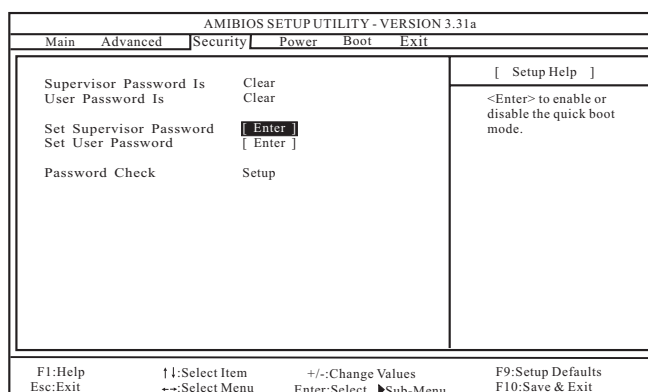 AMIBIOS SETUP UTILITY - VERSION 3.31a
Main Advanced Security Power Boot Exit
[ Setup Help ]
Supervisor Password Is Clear
User Password Is Clear
<Enter> to enable or
disable the quick boot
mode.
Set Supervisor Password [ Enter ]
Set User Password [ Enter ]
Password Check Setup
F1:Help ↑↓:Select Item +/-:Change Values F9:Setup Defaults
Esc:Exit ←→:Select Menu Enter:Select ▶Sub-Menu F10:Save & Exit